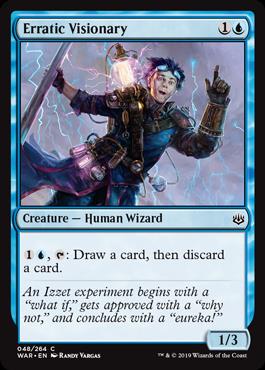 Erratic Visionary 1
Creature — Human Wizard
1, : Draw a card, then discard
a card.
An Izzet experiment begins with a
"what if," gets approved with a "why
not," and concludes with a "eureka!"
1/3
048/264 C
WAR • EN RANDY VARGAS ™ & © 2019 Wizards of the Coast